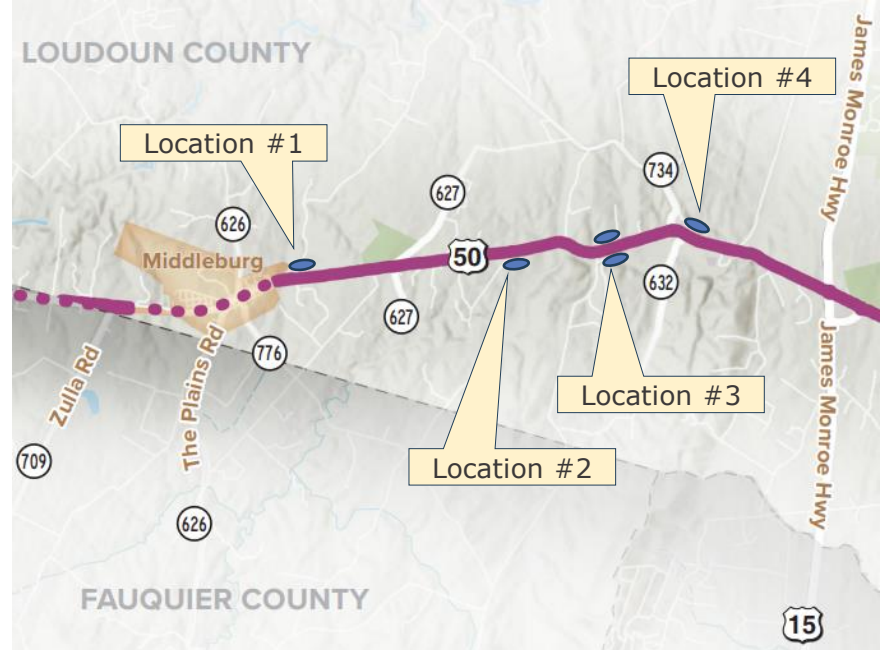 LOUDOUN COUNTY
Location #4
James Monroe Hwy
Location #1
734
627
626
Middleburg
50
632
627
776
Zulla Rd
The Plains Rd
James Monroe Hwy
Location #3
Location #2
709
626
FAUQUIER COUNTY
15